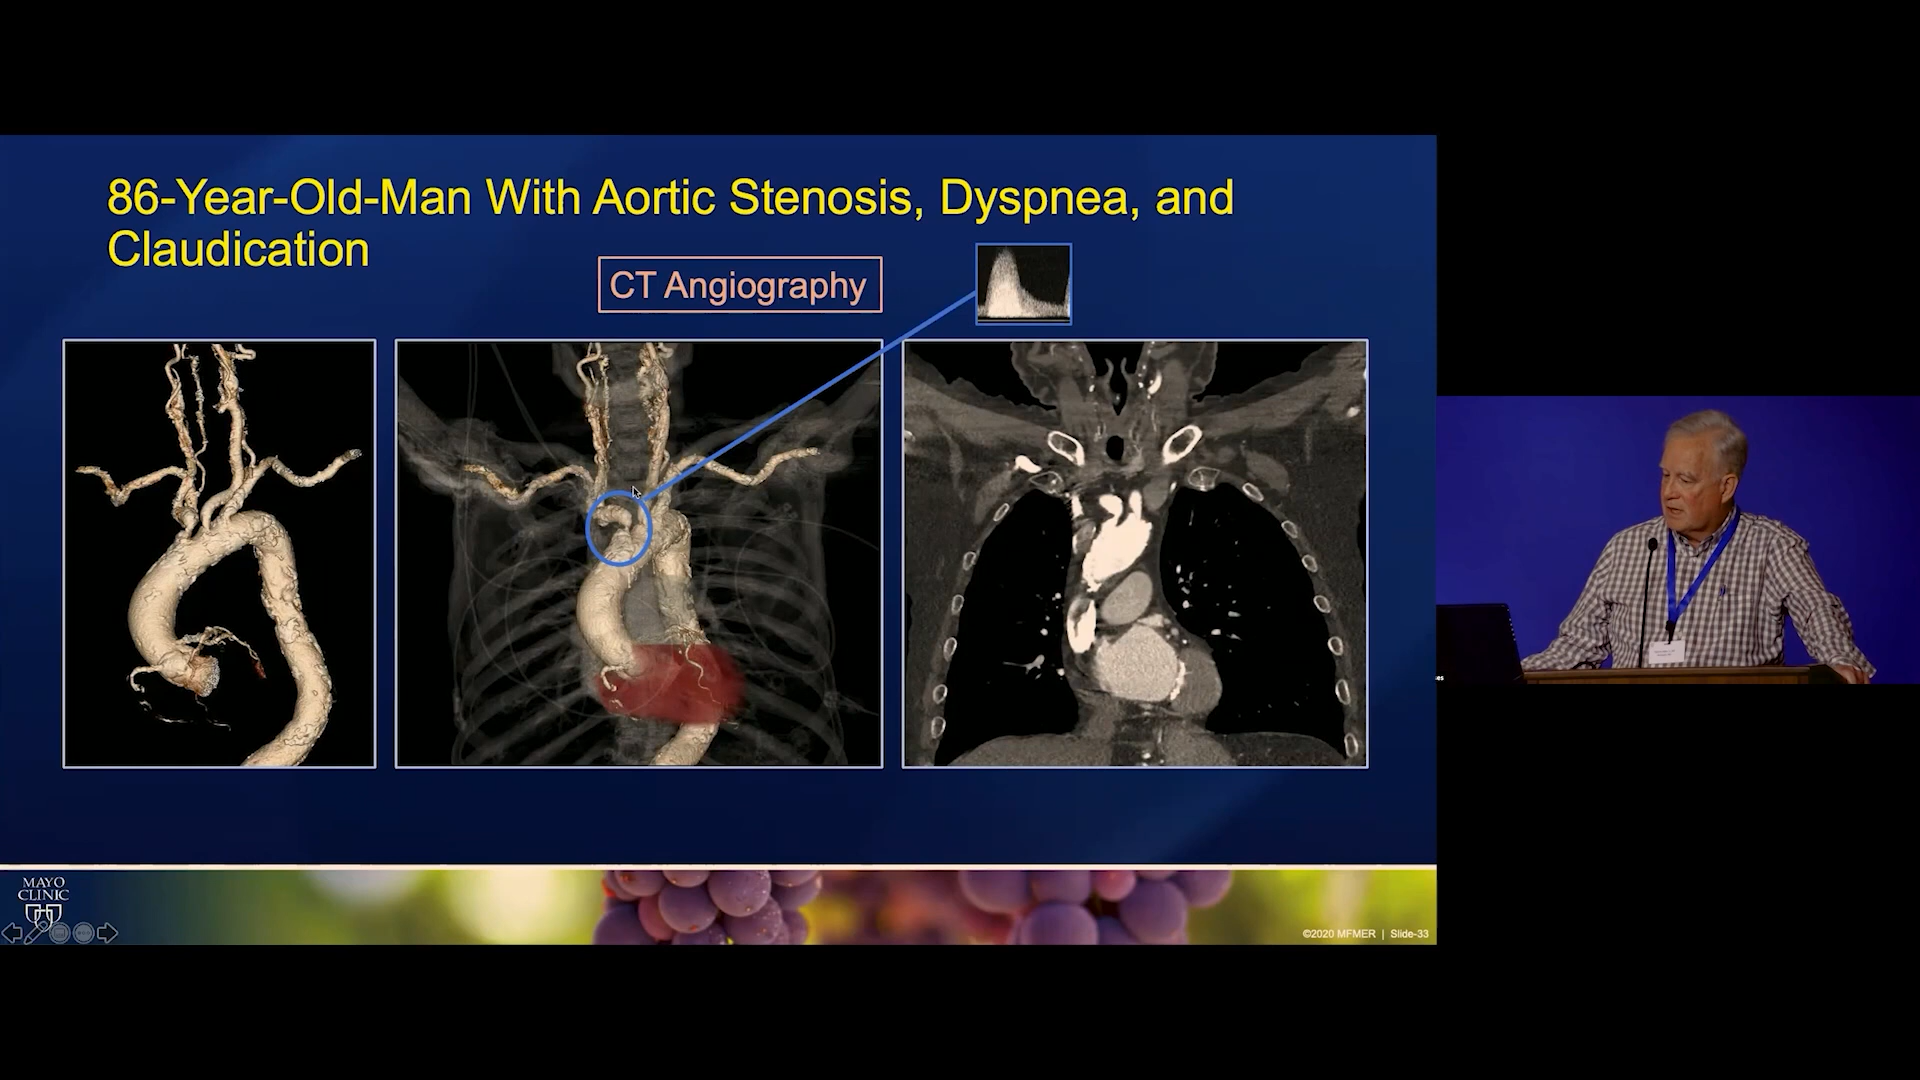 86-Year-Old-Man With Aortic Stenosis, Dyspnea, and
Claudication
CT Angiography
MAYO
CLINIC
©2020 MFMER | Slide-33